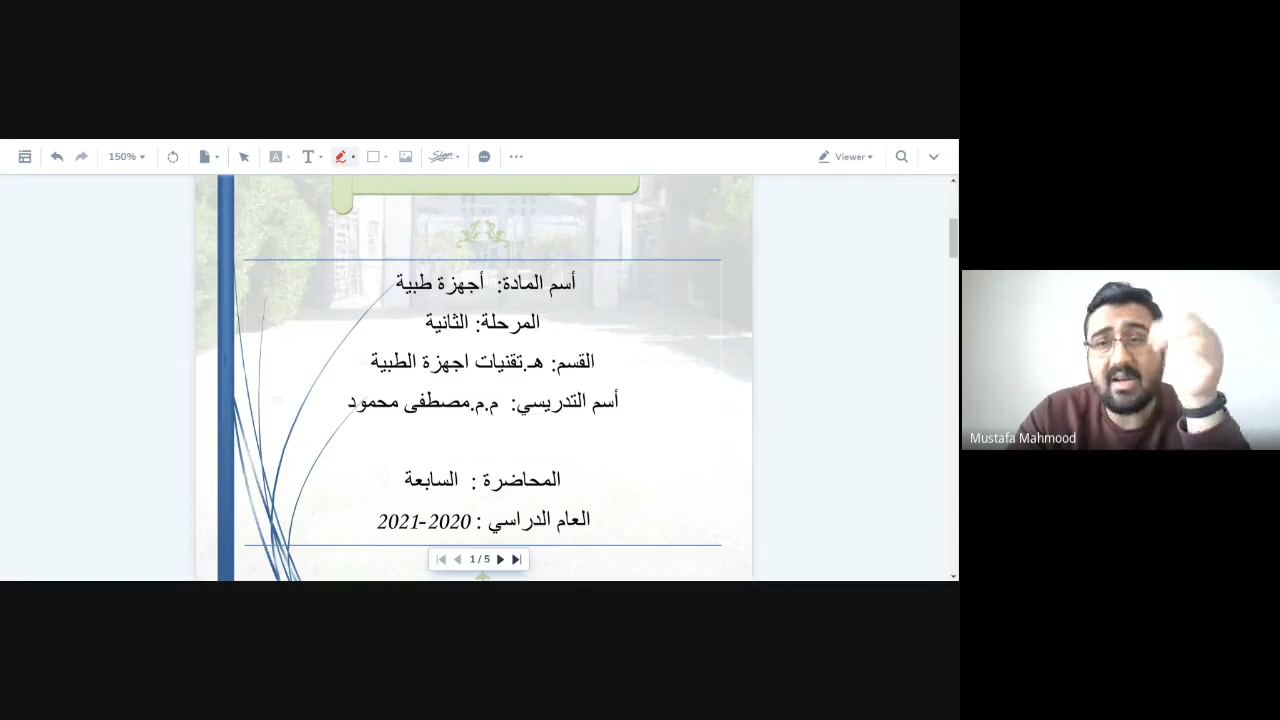 150%
Sign
Viewer
أسم المادة: أجهزة طبية
المرحلة: الثانية
القسم: هـ.تقنيات اجهزة الطبية
أسم التدريسي: م.م.مصطفى محمود
المحاضرة : السابعة
العام الدراسي : 2020-2021
1 / 5
Mustafa Mahmood